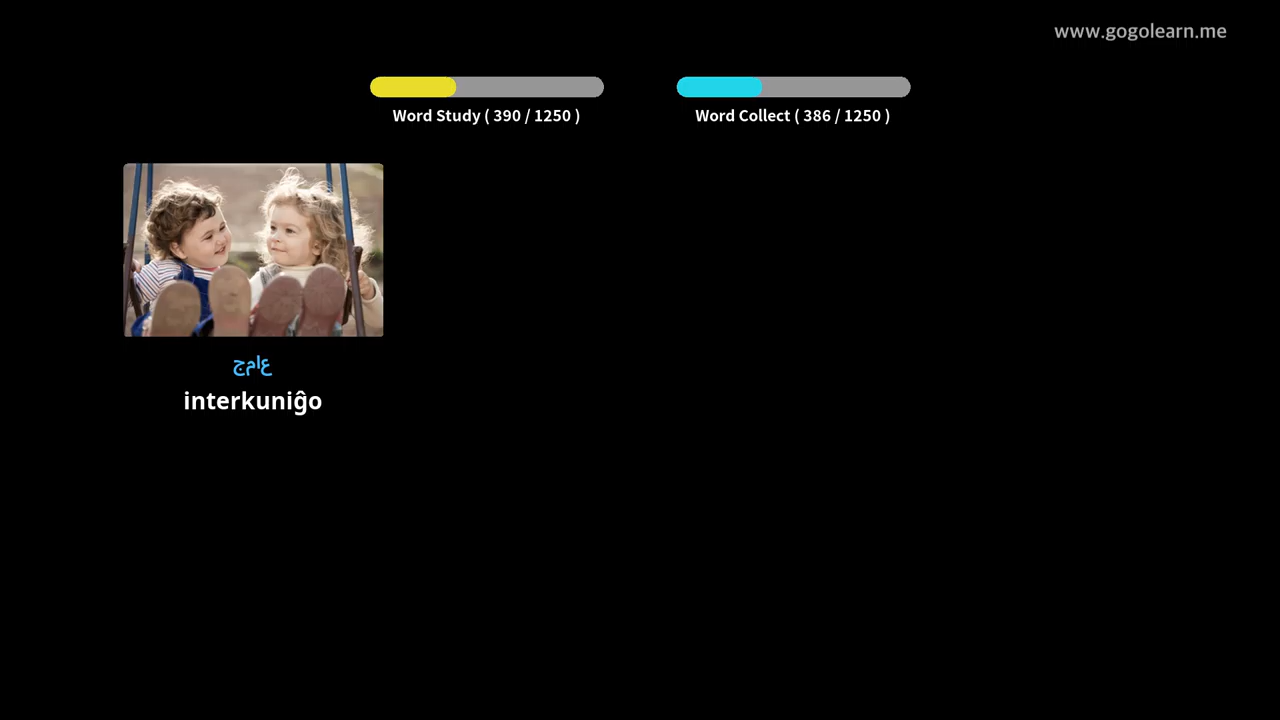 www.gogolearn.me
Word Study ( 390 / 1250 )
Word Collect ( 386 / 1250 )
عامج
interkuniĝo